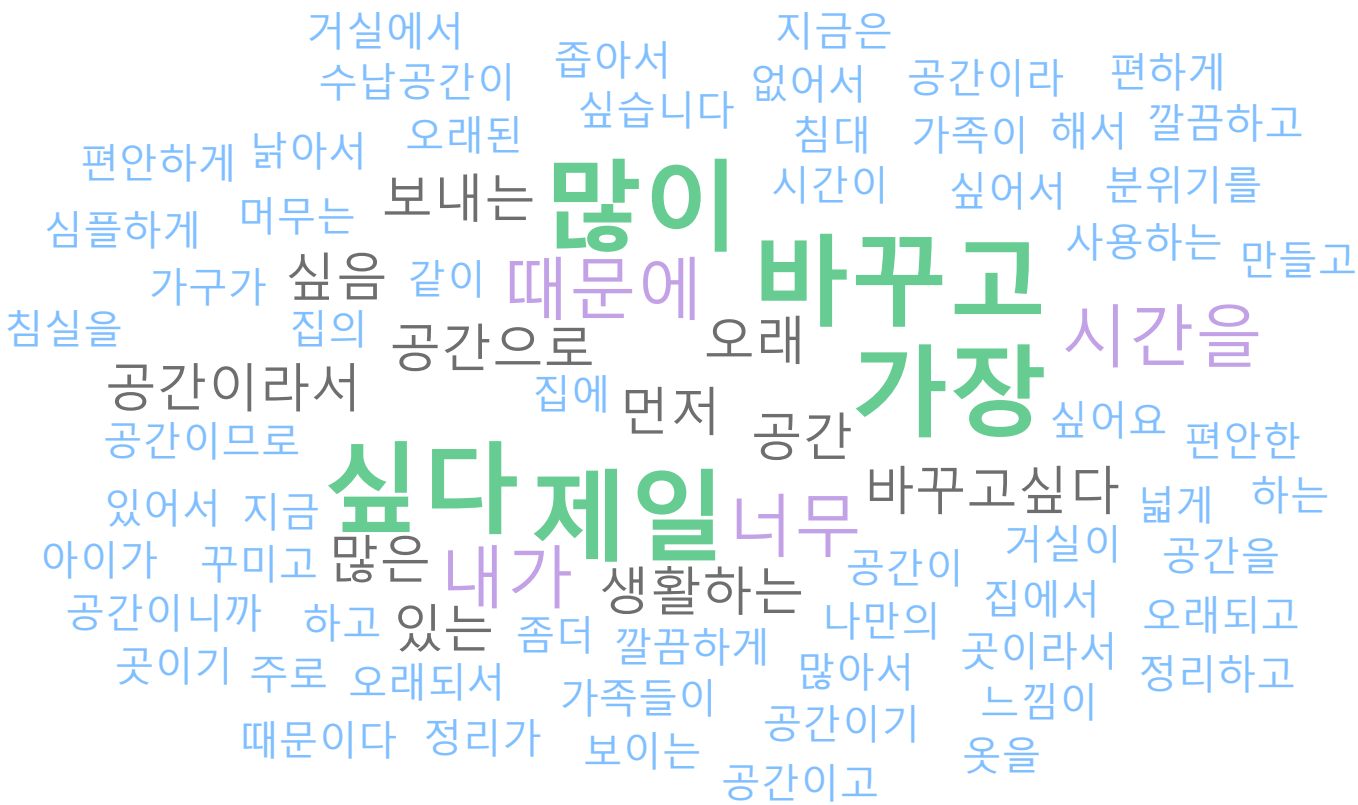 거실에서
지금은
좁아서
수납공간이
없어서
공간이라
편하게
싶습니다
오래된
침대
가족이
해서
깔끔하고
편안하게
낡아서
보내는
많이
시간이
싶어서
분위기를
심플하게
머무는
바꾸고
사용하는
만들고
가구가
싶음
같이
때문에
침실을
집의
공간으로
오래
시간을
공간이라서
집에
먼저
공간
가장
싶어요
편안한
공간이므로
싶다
제일
너무
바꾸고싶다
넓게
하는
있어서
지금
아이가
꾸미고
많은
내가
생활하는
공간이
거실이
공간을
공간이니까
하고
있는
좀더
깔끔하게
나만의
집에서
오래되고
곳이기
주로
오래되서
가족들이
많아서
곳이라서
정리하고
때문이다
정리가
보이는
공간이기
느낌이
옷을
공간이고